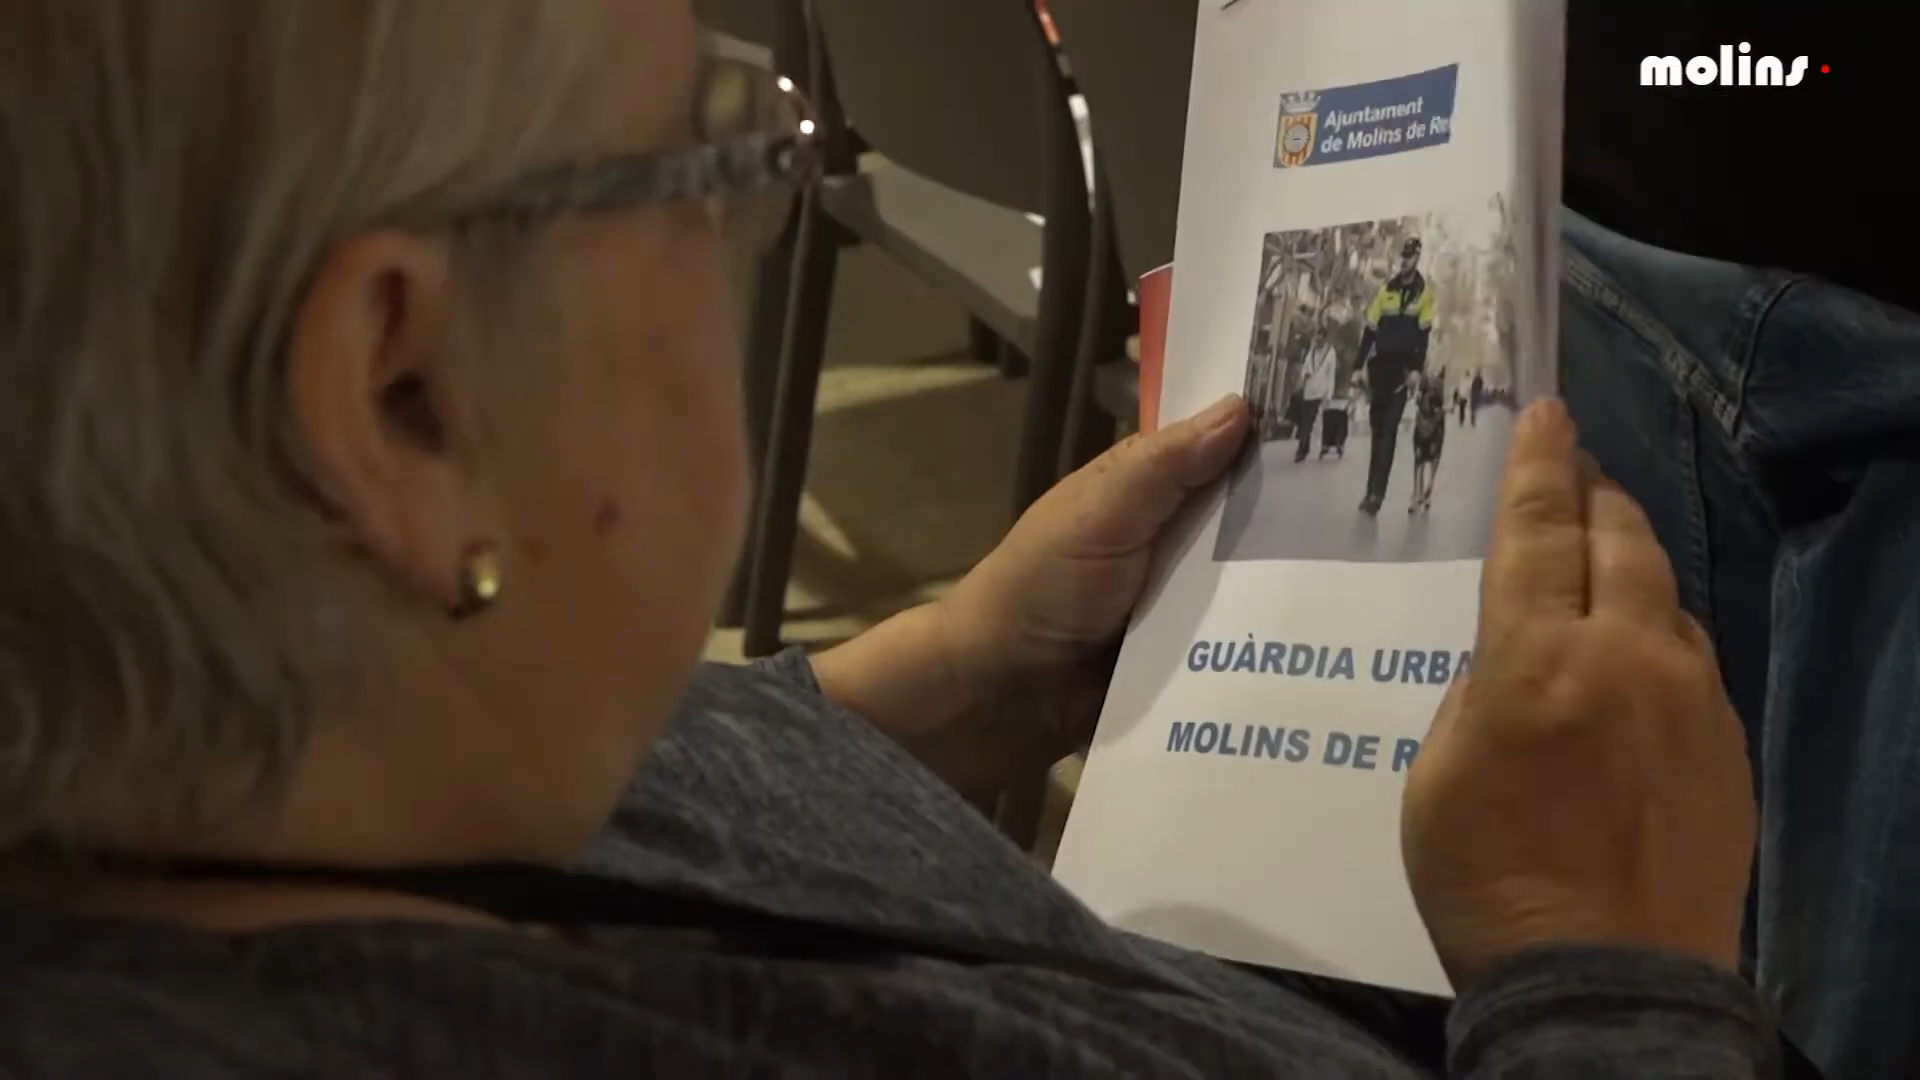 molins
Ajuntament
de Molins de Re
GUÀRDIA URBA
MOLINS DE R